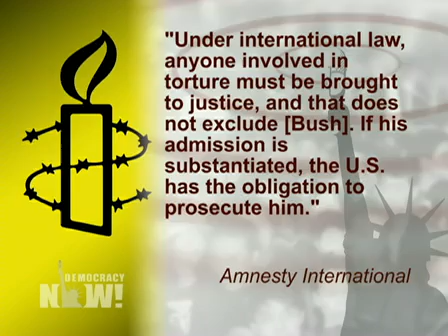 "Under international law,
anyone involved in
torture must be brought
to justice, and that does
not exclude [Bush]. If his
admission is
substantiated, the U.S.
has the obligation to
prosecute him."
Amnesty International
DEMOCRACY
NOW!